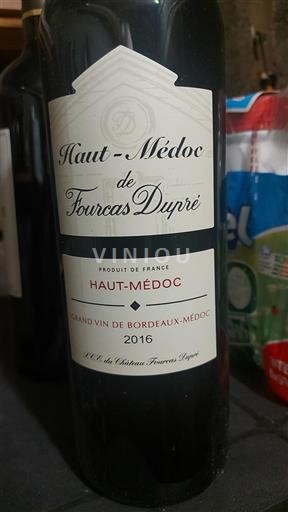 Haut-Médoc
de
Fourcas Dupré
VINIOU
PRODUIT DE FRANCE
HAUT-MÉDOC
GRAND VIN DE BORDEAUX-MÉDOC
2016
S.C.E. du Château Fourcas Dupré